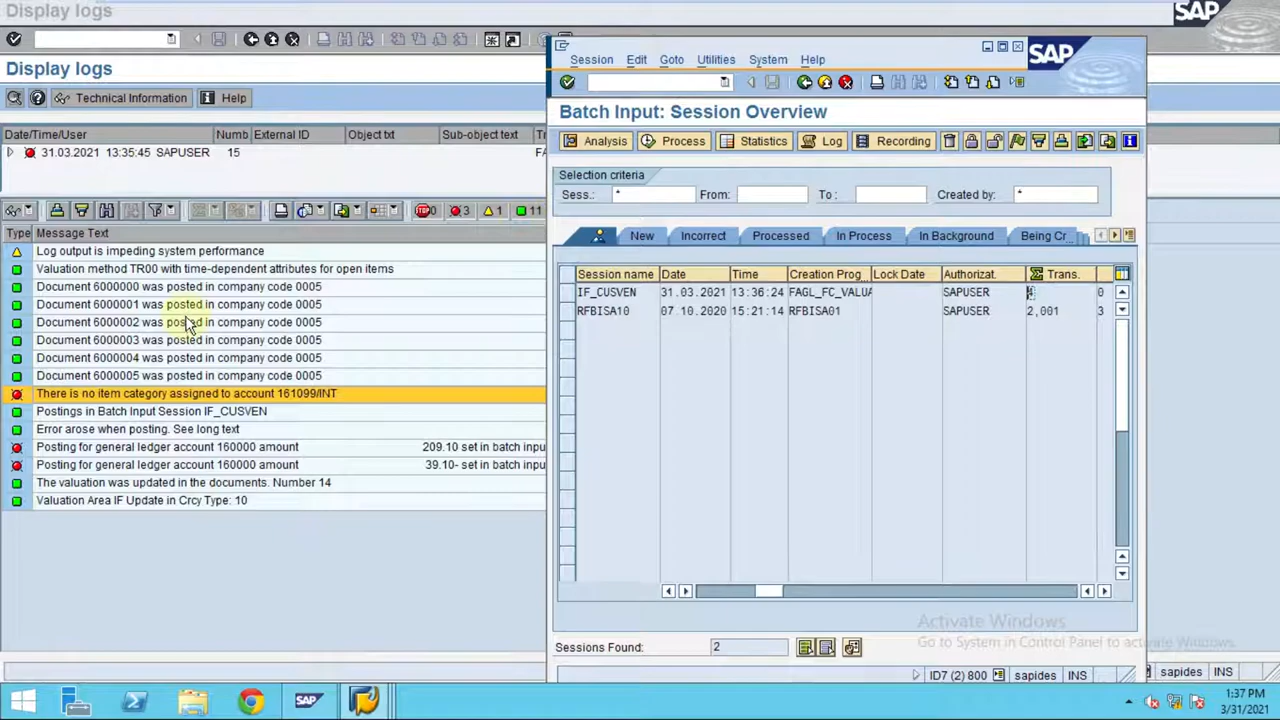 Display logs
SAP
Display logs
Technical Information Help
Date/Time/User Numb External ID Object txt Sub-object text
31.03.2021 13:35:45 SAPUSER 15
0 3 1 11
Type Message Text
Log output is impeding system performance
Valuation method TR00 with time-dependent attributes for open items
Document 6000000 was posted in company code 0005
Document 6000001 was posted in company code 0005
Document 6000002 was posted in company code 0005
Document 6000003 was posted in company code 0005
Document 6000004 was posted in company code 0005
Document 6000005 was posted in company code 0005
There is no item category assigned to account 161099/INT
Postings in Batch Input Session IF_CUSVEN
Error arose when posting. See long text
Posting for general ledger account 160000 amount 209.10 set in batch inpu
Posting for general ledger account 160000 amount 39.10- set in batch inpu
The valuation was updated in the documents. Number 14
Valuation Area IF Update in Crcy Type: 10
Session Edit Goto Utilities System Help
SAP
Batch Input: Session Overview
Analysis Process Statistics Log Recording
Selection criteria
Sess.: * From: To : Created by: *
New Incorrect Processed In Process In Background Being Cr
Session name Date Time Creation Prog Lock Date Authorizat. Trans.
IF_CUSVEN 31.03.2021 13:36:24 FAGL_FC_VALUA SAPUSER 0
RFBISA10 07.10.2020 15:21:14 RFBISA01 SAPUSER 2,001 3
Activate Windows
Go to System in Control Panel to activate Windows.
Sessions Found: 2
ID7 (2) 800 sapides INS
sapides INS
SAP
1:37 PM
3/31/2021